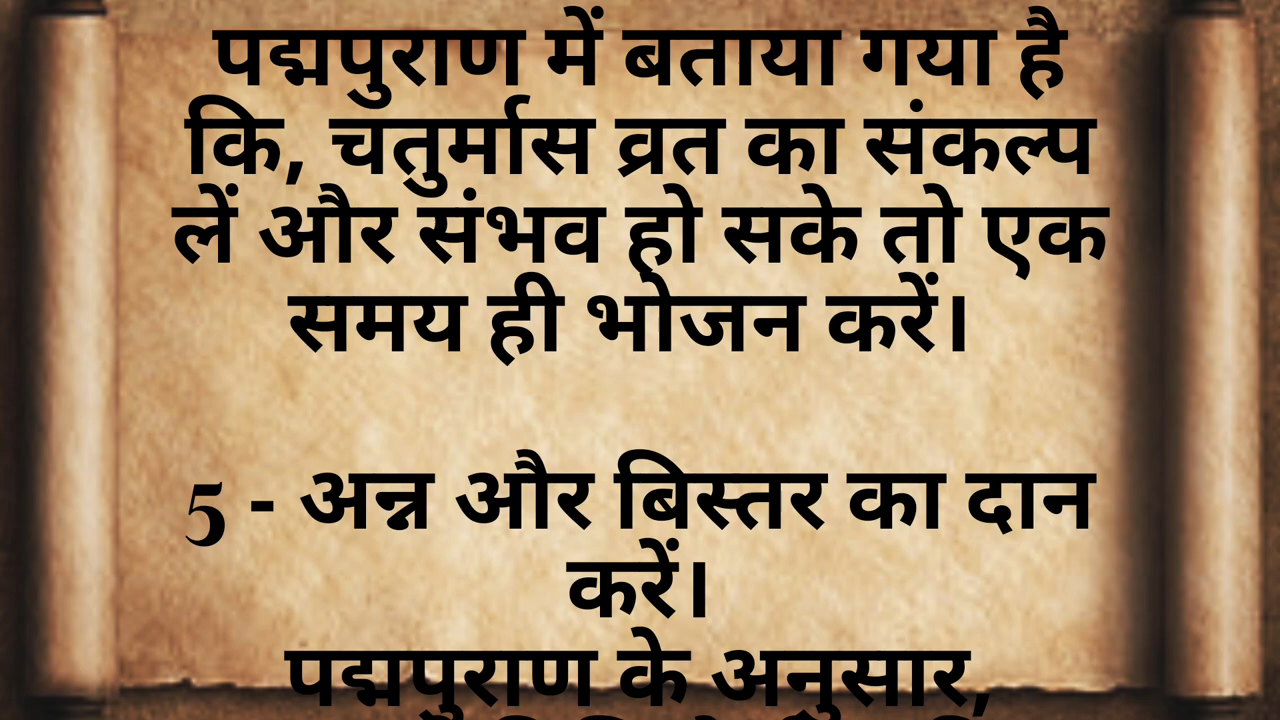 पद्मपुराण में बताया गया है
कि, चतुर्मास व्रत का संकल्प
लें और संभव हो सके तो एक
समय ही भोजन करें।
5 - अन्न और बिस्तर का दान
करें।
पद्मपुराण के अनुसार,